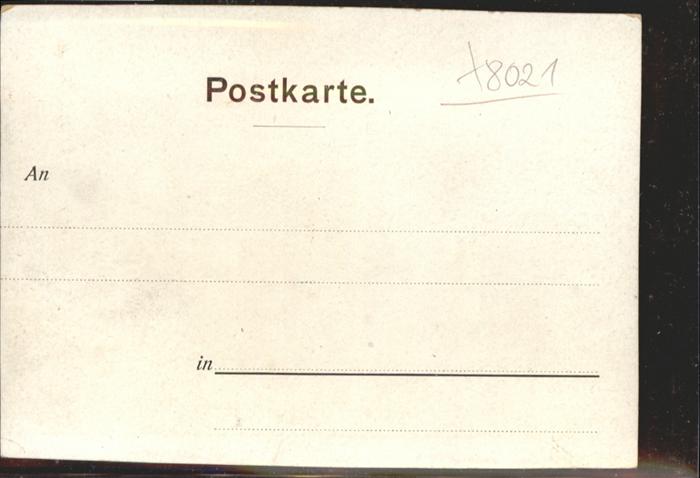 Postkarte.
+8021
An
in